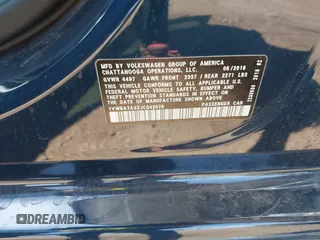 MFD BY VOLKSWAGEN GROUP OF AMERICA
CHATTANOOGA OPERATIONS, LLC. 06/2018
GVWR 4497 GAWR FRONT 2337 / REAR 2271 LBS
THIS VEHICLE CONFORMS TO ALL APPLICABLE
FEDERAL MOTOR VEHICLE SAFETY, BUMPER AND
THEFT PREVENTION STANDARDS IN EFFECT ON
THE DATE OF MANUFACTURE SHOWN ABOVE.
PASSENGER CAR